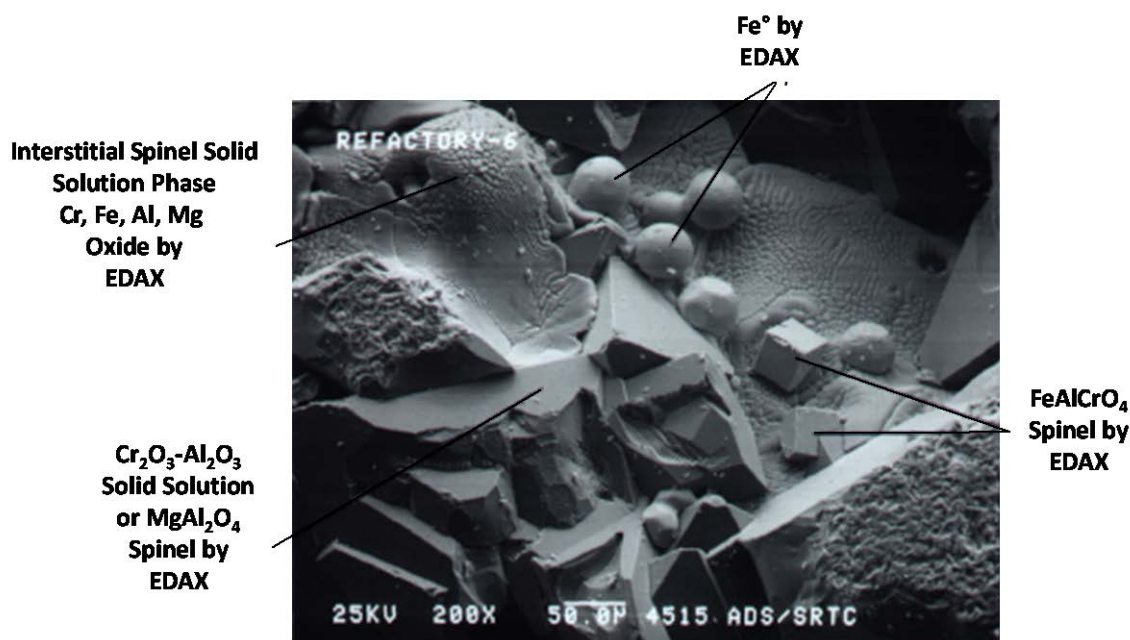 Fe° by
EDAX
REFACTORY-6
Interstitial Spinel Solid
Solution Phase
Cr, Fe, Al, Mg
Oxide by
EDAX
FeAlCrO₄
Spinel by
EDAX
Cr₂O₃-Al₂O₃
Solid Solution
or MgAl₂O₄
Spinel by
EDAX
25KV 200X 50.0µ 4515 ADS/SRTC